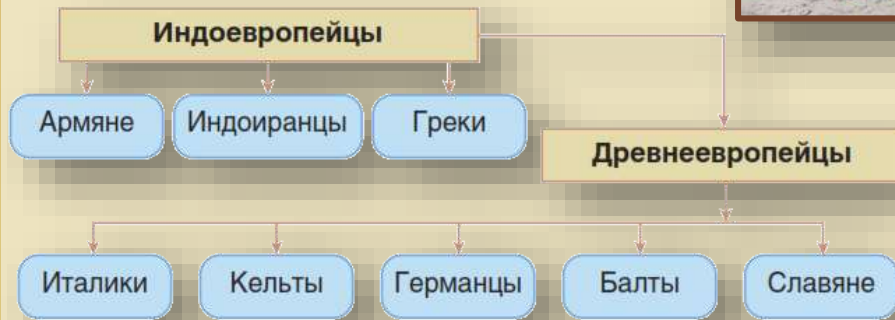 Индоевропейцы
Армяне
Индоиранцы
Греки
Древнеевропейцы
Италики
Кельты
Германцы
Балты
Славяне